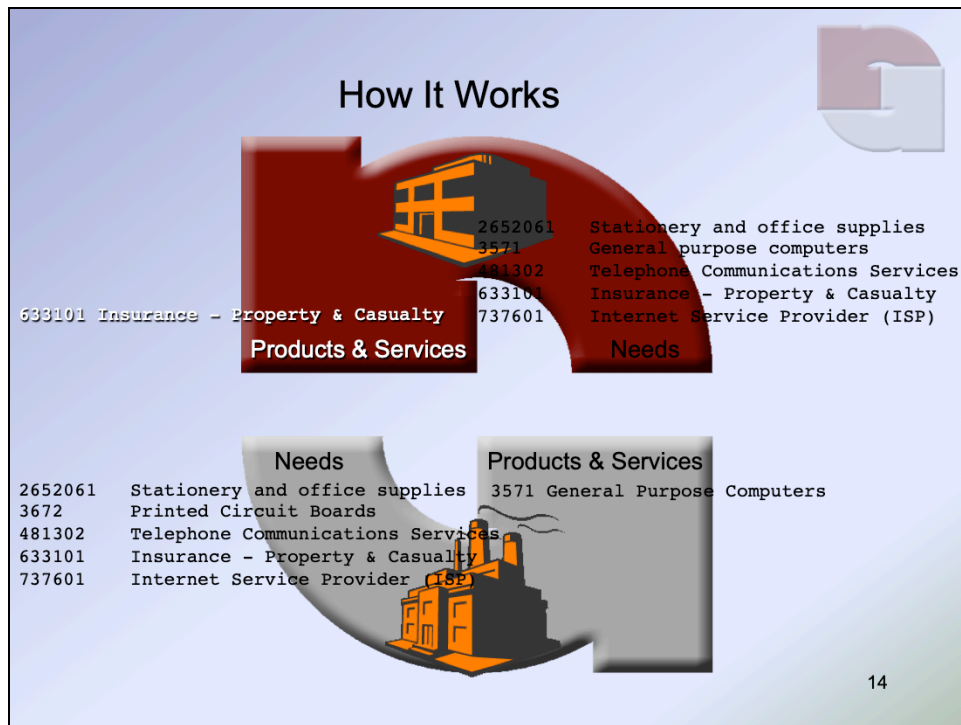 How It Works
2652061 Stationery and office supplies
3571 General purpose computers
481302 Telephone Communications Services
633101 Insurance – Property & Casualty
737601 Internet Service Provider (ISP)
633101 Insurance – Property & Casualty
Products & Services
Needs
Needs
Products & Services
2652061 Stationery and office supplies
3672 Printed Circuit Boards
481302 Telephone Communications Services
633101 Insurance – Property & Casualty
737601 Internet Service Provider (ISP)
3571 General Purpose Computers
14